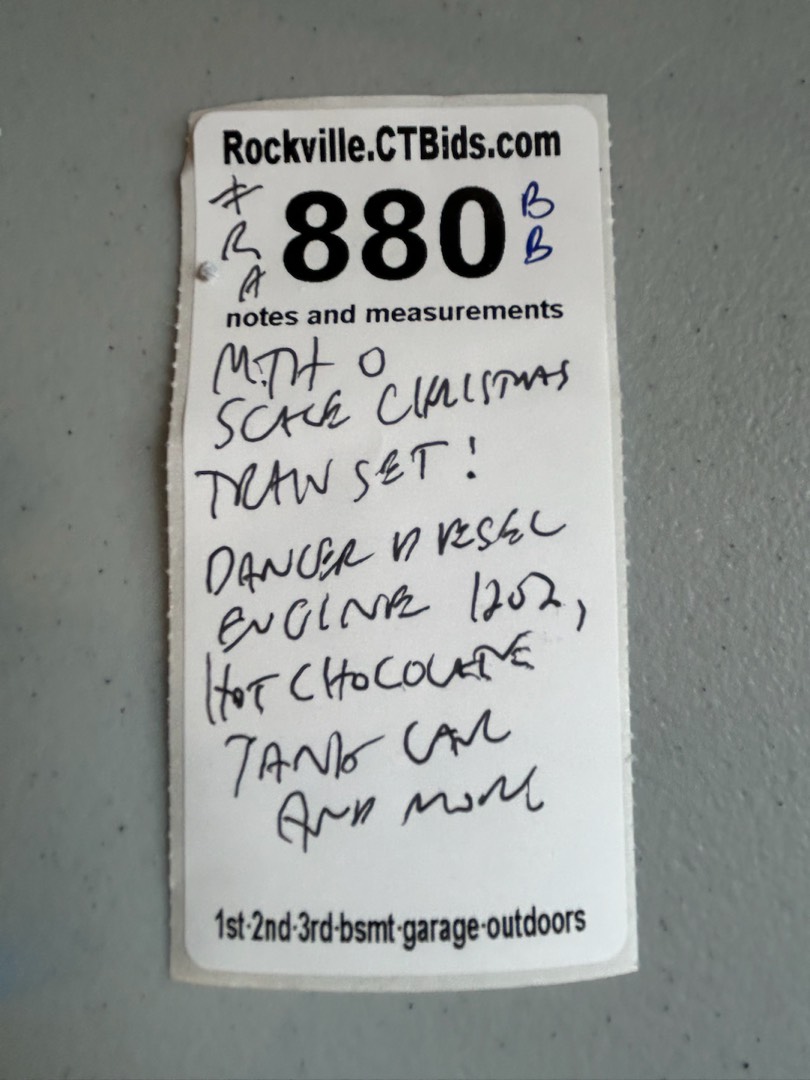 Rockville.CTBids.com
R
A
880
B
B
notes and measurements
MTH O
SCALE CHRISTMAS
TRAIN SET!
DANCER DIESEL
ENGINE 1202,
HOT CHOCOLATE
TANK CAR
AND MORE
1st·2nd·3rd·bsmt·garage·outdoors